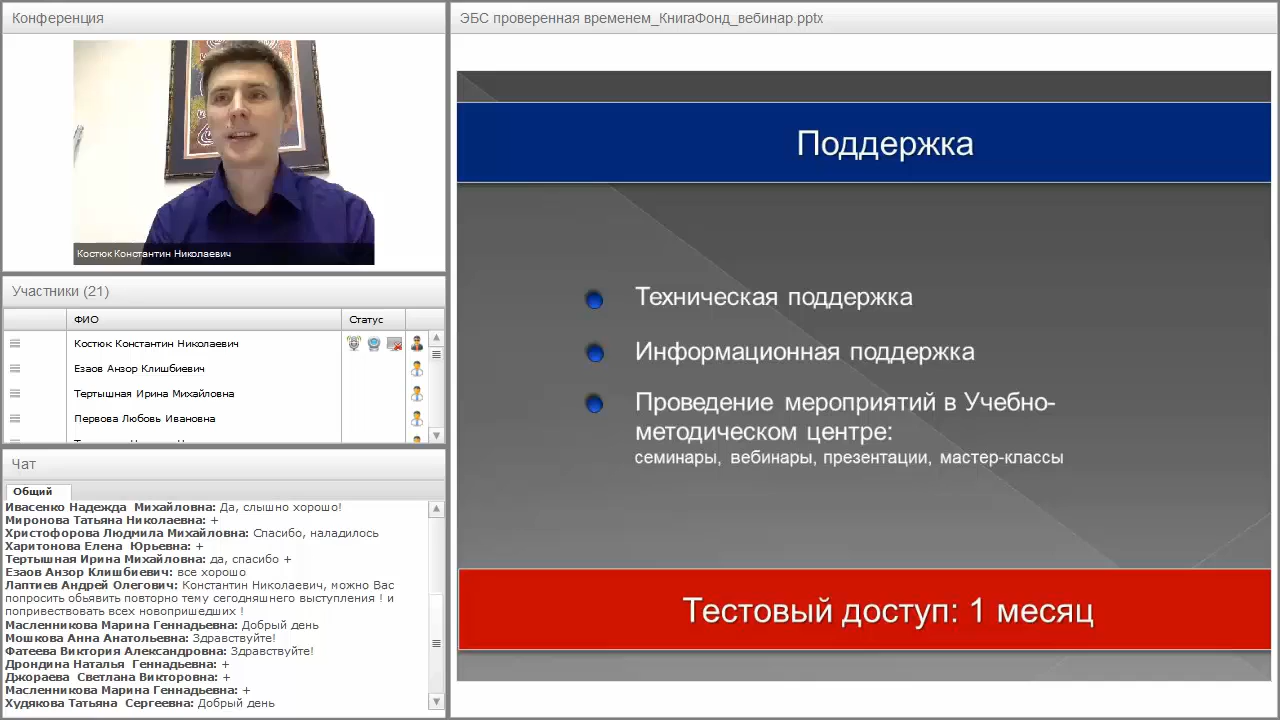 Конференция
Костюк Константин Николаевич
Участники (21)
ФИО
Статус
Костюк Константин Николаевич
Езаов Анзор Клишбиевич
Тертышная Ирина Михайловна
Первова Любовь Ивановна
Чат
Общий
Ивасенко Надежда Михайловна: Да, слышно хорошо!
Миронова Татьяна Николаевна: +
Христофорова Людмила Михайловна: Спасибо, наладилось
Харитонова Елена Юрьевна: +
Тертышная Ирина Михайловна: да, спасибо +
Езаов Анзор Клишбиевич: все хорошо
Лаптиев Андрей Олегович: Константин Николаевич, можно Вас
попросить обьявить повторно тему сегодняшнего выступления ! и
поприветствовать всех новопришедших !
Масленникова Марина Геннадьевна: Добрый день
Мошкова Анна Анатольевна: Здравствуйте!
Фатеева Виктория Александровна: Здравствуйте!
Дрондина Наталья Геннадьевна: +
Джораева Светлана Викторовна: +
Масленникова Марина Геннадьевна: +
Худякова Татьяна Сергеевна: Добрый день
ЭБС проверенная временем_КнигаФонд_вебинар.pptx
Поддержка
Техническая поддержка
Информационная поддержка
Проведение мероприятий в Учебно-
методическом центре:
семинары, вебинары, презентации, мастер-классы
Тестовый доступ: 1 месяц